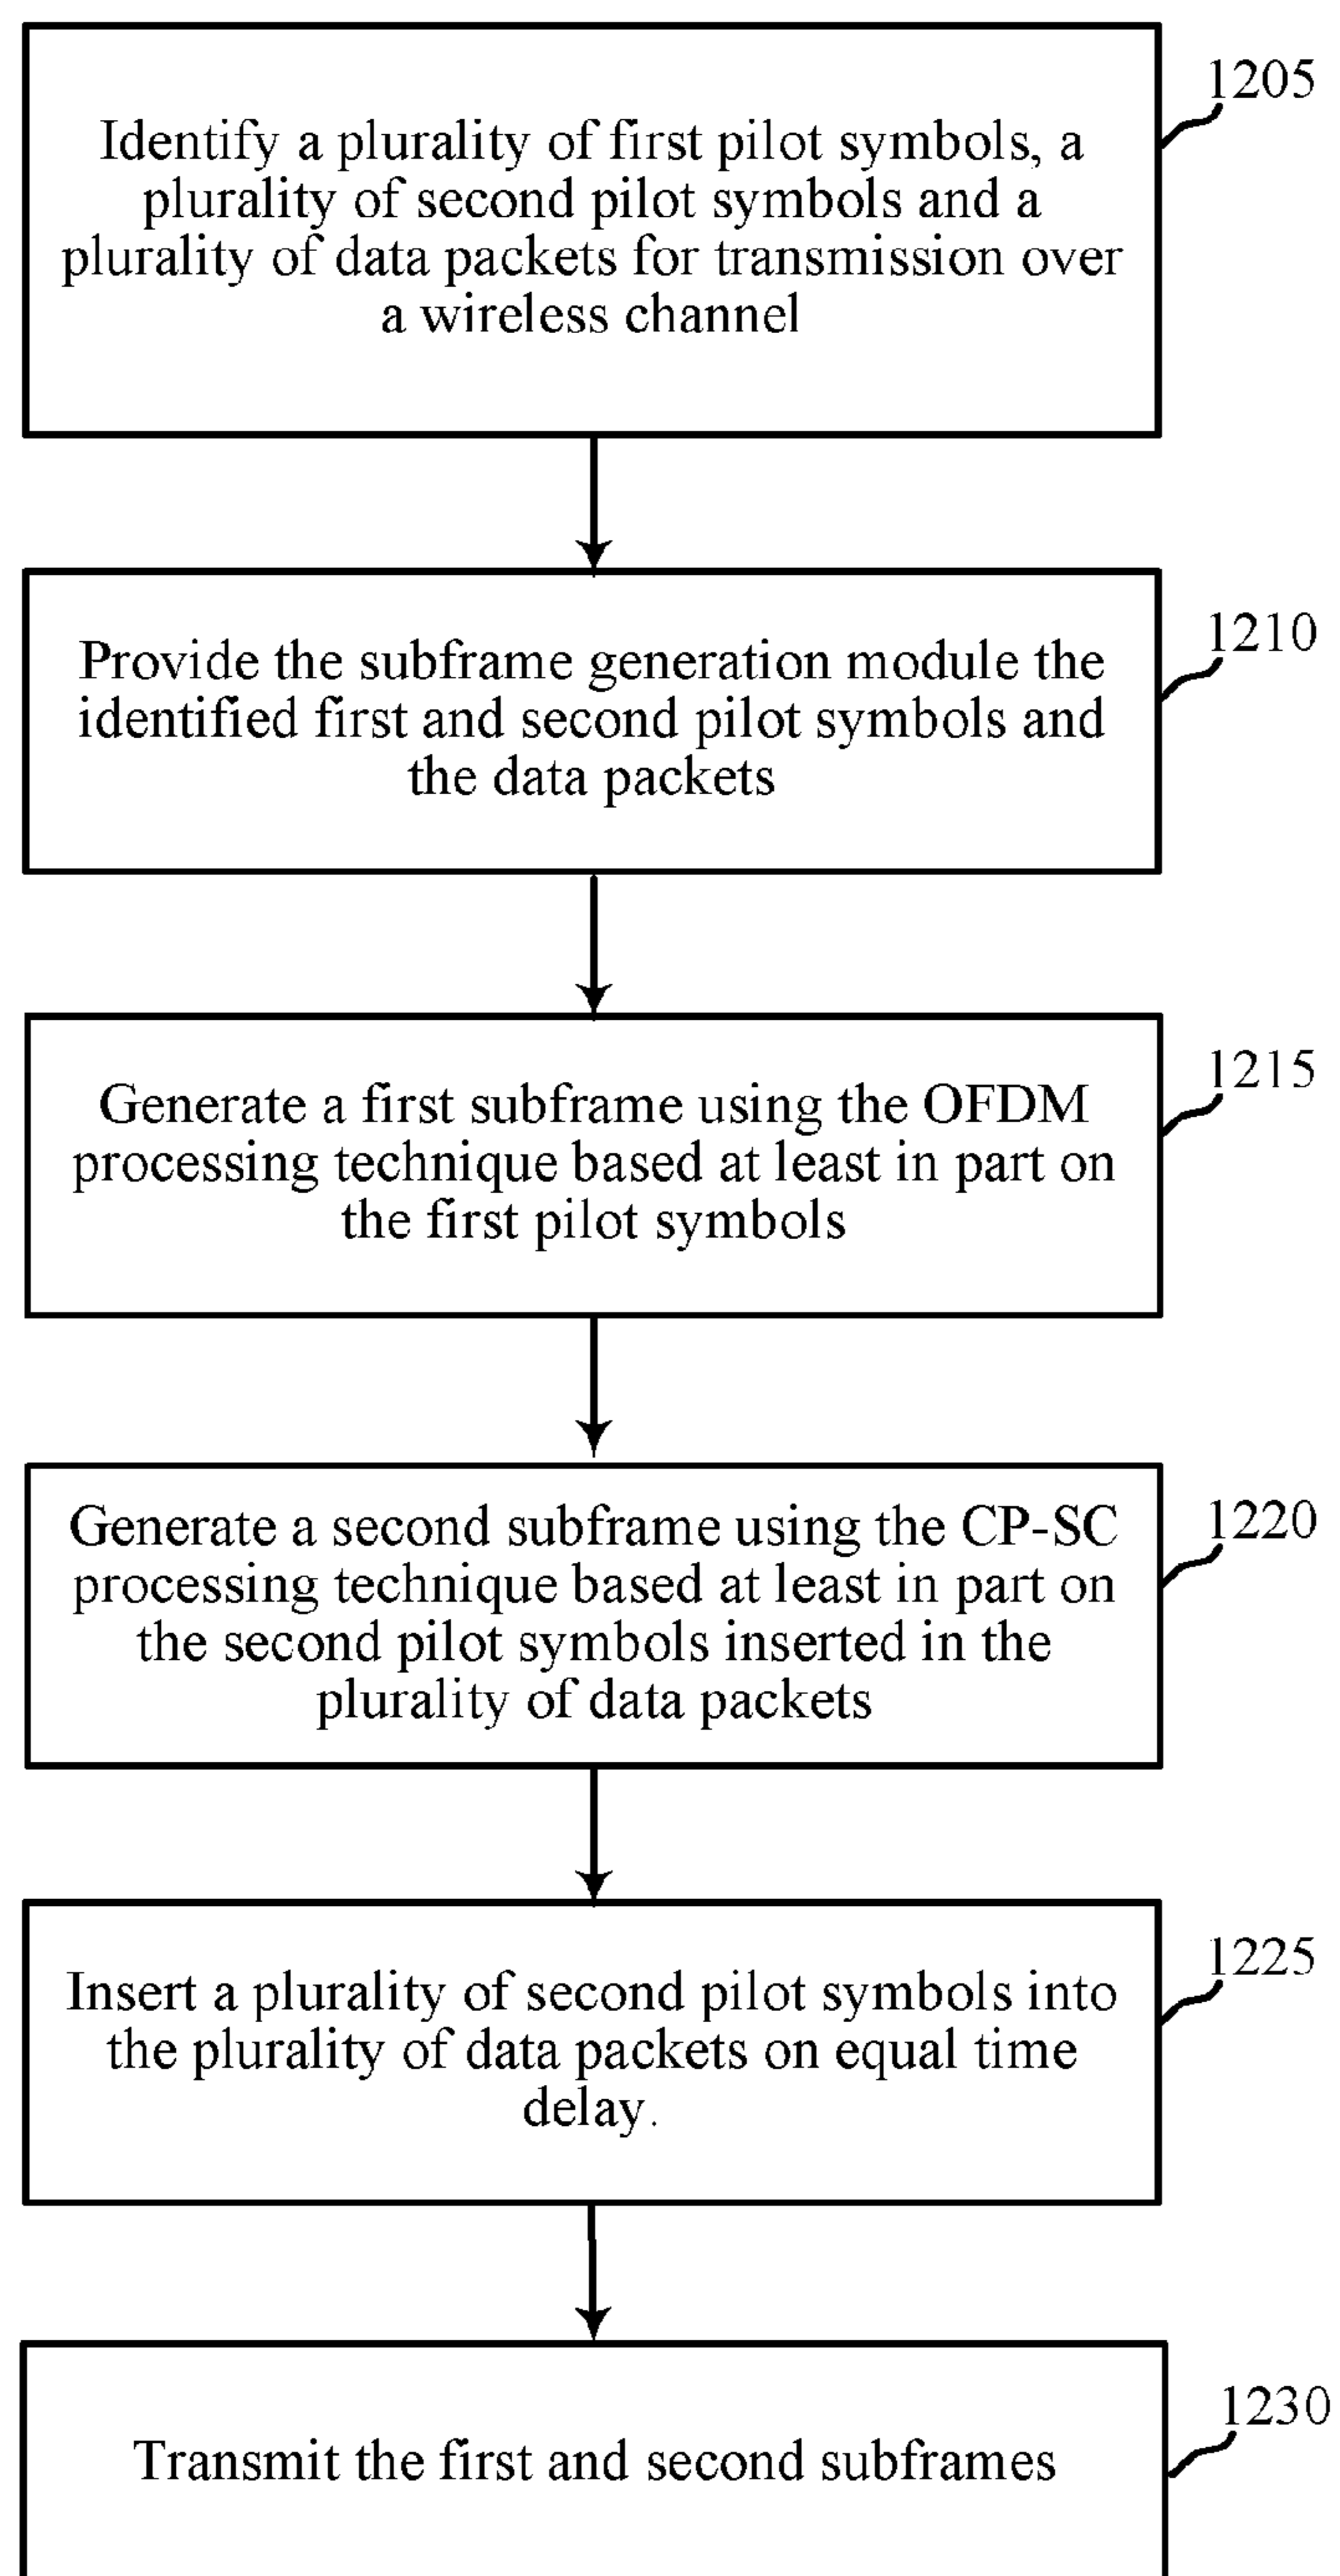 1205
Identify a plurality of first pilot symbols, a
plurality of second pilot symbols and a
plurality of data packets for transmission over
a wireless channel
1210
Provide the subframe generation module the
identified first and second pilot symbols and
the data packets
1215
Generate a first subframe using the OFDM
processing technique based at least in part on
the first pilot symbols
1220
Generate a second subframe using the CP-SC
processing technique based at least in part on
the second pilot symbols inserted in the
plurality of data packets
1225
Insert a plurality of second pilot symbols into
the plurality of data packets on equal time
delay.
1230
Transmit the first and second subframes